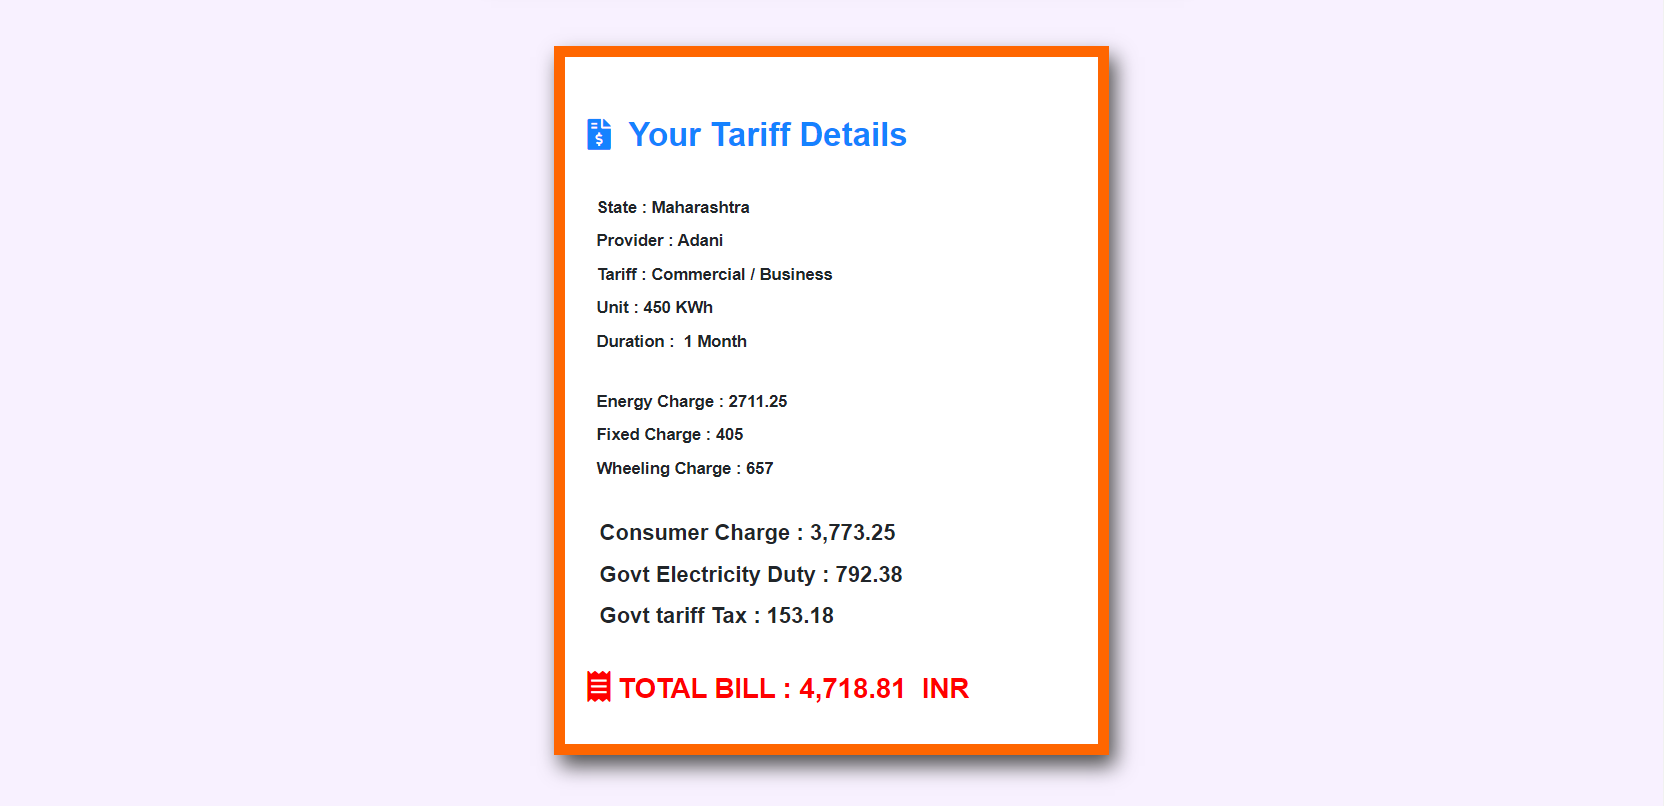 Your Tariff Details
State : Maharashtra
Provider : Adani
Tariff : Commercial / Business
Unit : 450 KWh
Duration :  1 Month
Energy Charge : 2711.25
Fixed Charge : 405
Wheeling Charge : 657
Consumer Charge : 3,773.25
Govt Electricity Duty : 792.38
Govt tariff Tax : 153.18
TOTAL BILL : 4,718.81  INR